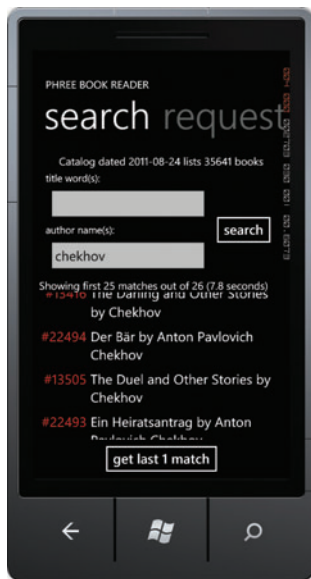 PHREE BOOK READER
search request
Catalog dated 2011-08-24 lists 35641 books
title word(s):
search
author name(s):
chekhov
Showing first 25 matches out of 26 (7.8 seconds)
#13416 The Darling and Other Stories
by Chekhov
#22494 Der Bär by Anton Pavlovich
Chekhov
#13505 The Duel and Other Stories by
Chekhov
#22493 Ein Heiratsantrag by Anton
Pavlovich Chekhov
get last 1 match